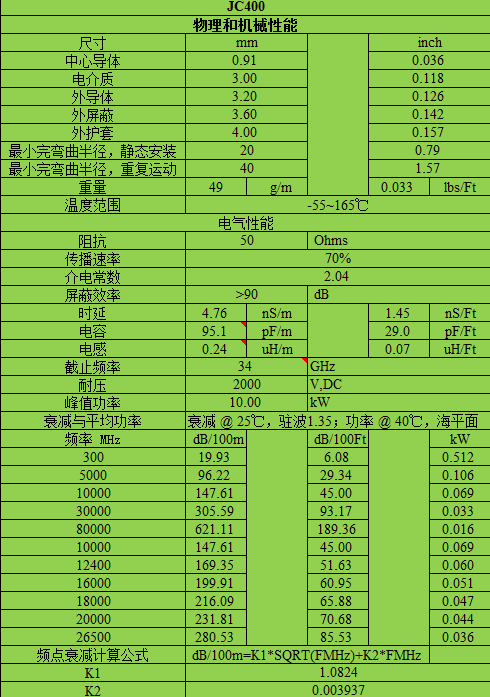 JC400
物理和机械性能
尺寸 mm inch
中心导体 0.91 0.036
电介质 3.00 0.118
外导体 3.20 0.126
外屏蔽 3.60 0.142
外护套 4.00 0.157
最小完弯曲半径，静态安装 20 0.79
最小完弯曲半径，重复运动 40 1.57
重量 49 g/m 0.033 lbs/Ft
温度范围 -55~165℃
电气性能
阻抗 50 Ohms
传播速率 70%
介电常数 2.04
屏蔽效率 >90 dB
时延 4.76 nS/m 1.45 nS/Ft
电容 95.1 pF/m 29.0 pF/Ft
电感 0.24 uH/m 0.07 uH/Ft
截止频率 34 GHz
耐压 2000 V,DC
峰值功率 10.00 kW
衰减与平均功率 衰减 @ 25℃，驻波1.35；功率 @ 40℃，海平面
频率 MHz dB/100m dB/100Ft kW
300 19.93 6.08 0.512
5000 96.22 29.34 0.106
10000 147.61 45.00 0.069
30000 305.59 93.17 0.033
80000 621.11 189.36 0.016
10000 147.61 45.00 0.069
12400 169.35 51.63 0.060
16000 199.91 60.95 0.051
18000 216.09 65.88 0.047
20000 231.81 70.68 0.044
26500 280.53 85.53 0.036
频点衰减计算公式 dB/100m=K1*SQRT(FMHz)+K2*FMHz
K1 1.0824
K2 0.003937